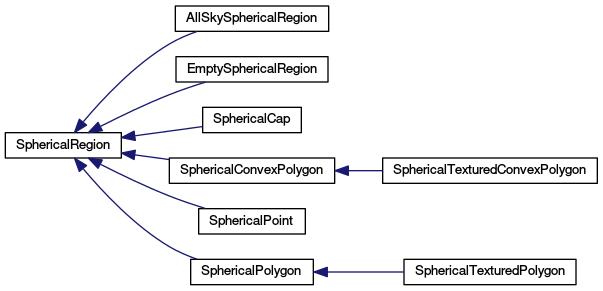 AllSkySphericalRegion
EmptySphericalRegion
SphericalCap
SphericalRegion
SphericalConvexPolygon
SphericalTexturedConvexPolygon
SphericalPoint
SphericalPolygon
SphericalTexturedPolygon